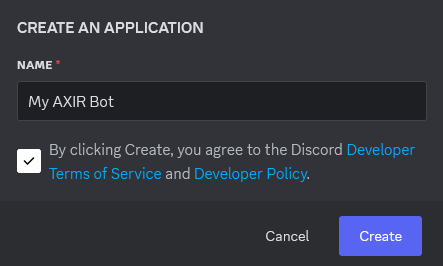 CREATE AN APPLICATION
NAME *
My AXIR Bot
By clicking Create, you agree to the Discord Developer
Terms of Service and Developer Policy.
Cancel Create